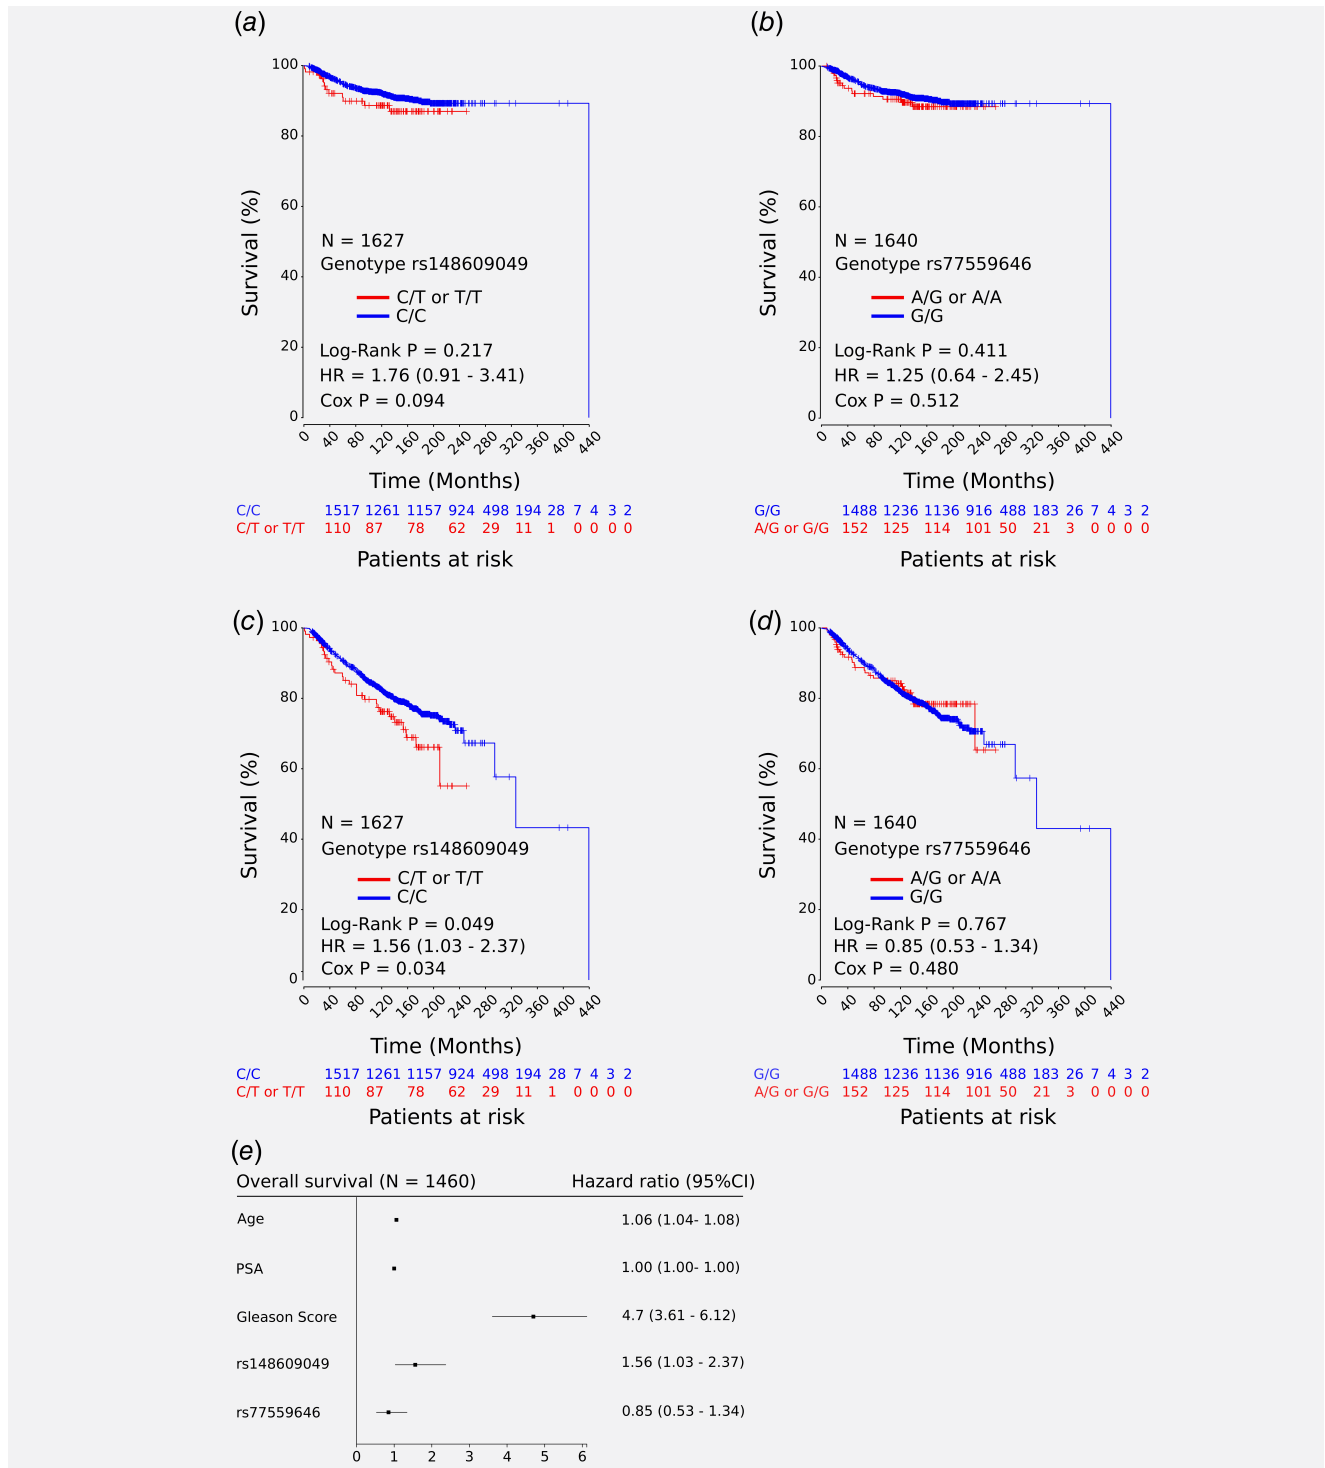 (a)
100
80
60
40
20
0
Survival (%)
N = 1627
Genotype rs148609049
C/T or T/T
C/C
Log-Rank P = 0.217
HR = 1.76 (0.91 - 3.41)
Cox P = 0.094
0 40 80 120 160 200 240 280 320 360 400 440
Time (Months)
C/C 1517 1261 1157 924 498 194 28 7 4 3 2
C/T or T/T 110 87 78 62 29 11 1 0 0 0 0
Patients at risk
(b)
100
80
60
40
20
0
Survival (%)
N = 1640
Genotype rs77559646
A/G or A/A
G/G
Log-Rank P = 0.411
HR = 1.25 (0.64 - 2.45)
Cox P = 0.512
0 40 80 120 160 200 240 280 320 360 400 440
Time (Months)
G/G 1488 1236 1136 916 488 183 26 7 4 3 2
A/G or G/G 152 125 114 101 50 21 3 0 0 0 0
Patients at risk
(c)
100
80
60
40
20
0
Survival (%)
N = 1627
Genotype rs148609049
C/T or T/T
C/C
Log-Rank P = 0.049
HR = 1.56 (1.03 - 2.37)
Cox P = 0.034
0 40 80 120 160 200 240 280 320 360 400 440
Time (Months)
C/C 1517 1261 1157 924 498 194 28 7 4 3 2
C/T or T/T 110 87 78 62 29 11 1 0 0 0 0
Patients at risk
(d)
100
80
60
40
20
0
Survival (%)
N = 1640
Genotype rs77559646
A/G or A/A
G/G
Log-Rank P = 0.767
HR = 0.85 (0.53 - 1.34)
Cox P = 0.480
0 40 80 120 160 200 240 280 320 360 400 440
Time (Months)
G/G 1488 1236 1136 916 488 183 26 7 4 3 2
A/G or G/G 152 125 114 101 50 21 3 0 0 0 0
Patients at risk
(e)
Overall survival (N = 1460) Hazard ratio (95%CI)
Age 1.06 (1.04- 1.08)
PSA 1.00 (1.00- 1.00)
Gleason Score 4.7 (3.61 - 6.12)
rs148609049 1.56 (1.03 - 2.37)
rs77559646 0.85 (0.53 - 1.34)
0 1 2 3 4 5 6